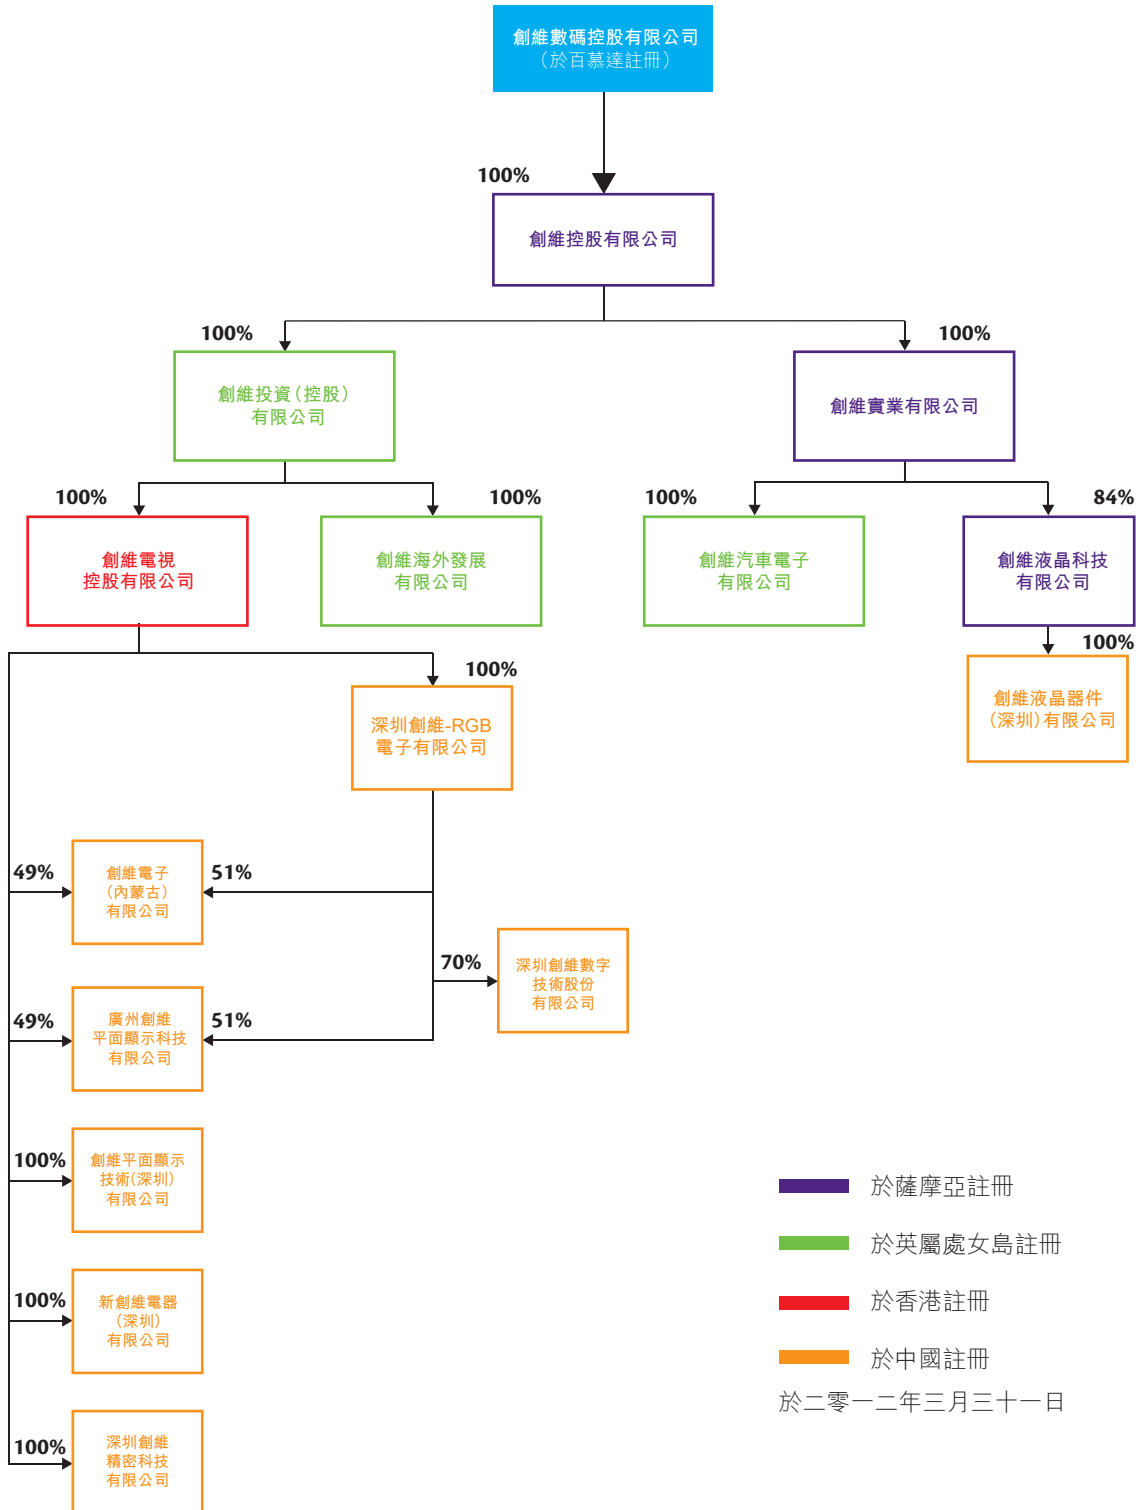 創維數碼控股有限公司
（於百慕達註冊）
100%
創維控股有限公司
100%
100%
創維投資（控股）
有限公司
創維實業有限公司
100%
100%
100%
84%
創維電視
控股有限公司
創維海外發展
有限公司
創維汽車電子
有限公司
創維液晶科技
有限公司
100%
100%
深圳創維-RGB
電子有限公司
創維液晶器件
（深圳）有限公司
49%
創維電子
（內蒙古）
有限公司
51%
70%
深圳創維數字
技術股份
有限公司
49%
廣州創維
平面顯示科技
有限公司
51%
100%
創維平面顯示
技術（深圳）
有限公司
100%
新創維電器
（深圳）
有限公司
100%
深圳創維
精密科技
有限公司
於薩摩亞註冊
於英屬處女島註冊
於香港註冊
於中國註冊
於二零一二年三月三十一日